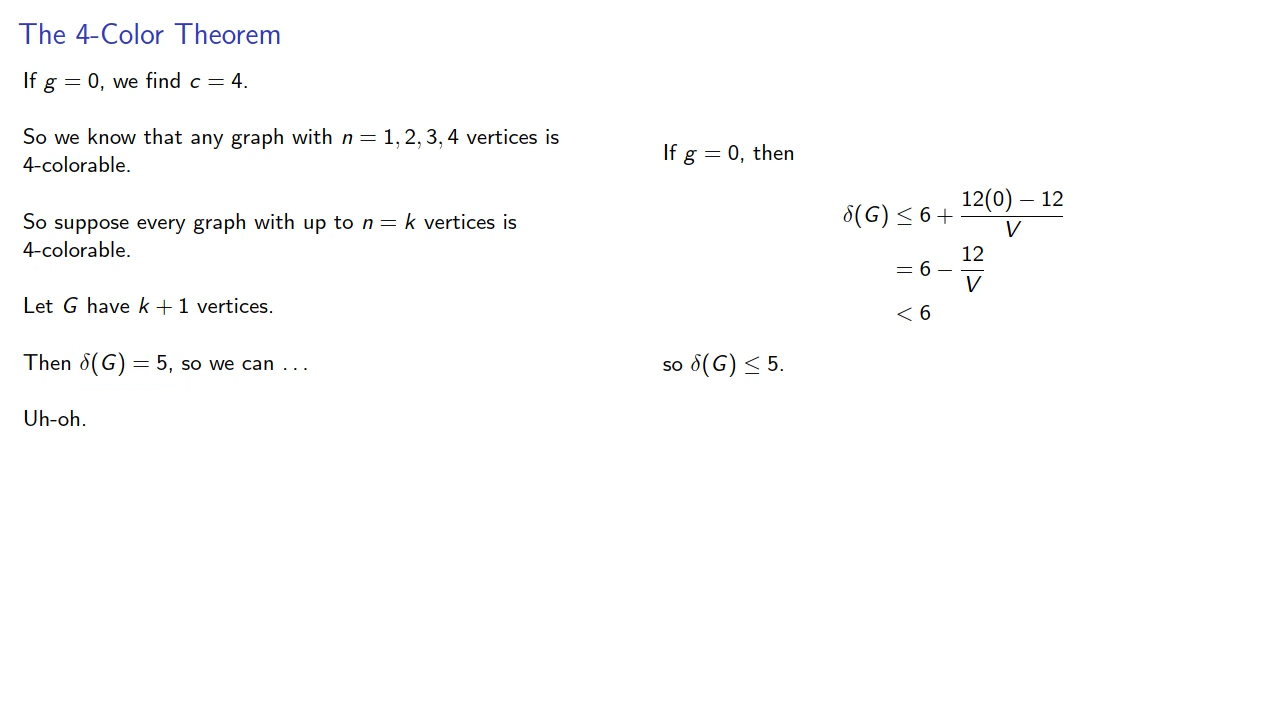 The 4-Color Theorem
If g = 0, we find c = 4.
So we know that any graph with n = 1, 2, 3, 4 vertices is
4-colorable.
So suppose every graph with up to n = k vertices is
4-colorable.
Let G have k + 1 vertices.
Then δ(G) = 5, so we can . . .
Uh-oh.
If g = 0, then
δ(G) ≤ 6 + \frac{12(0) − 12}{V}
= 6 − \frac{12}{V}
< 6
so δ(G) ≤ 5.